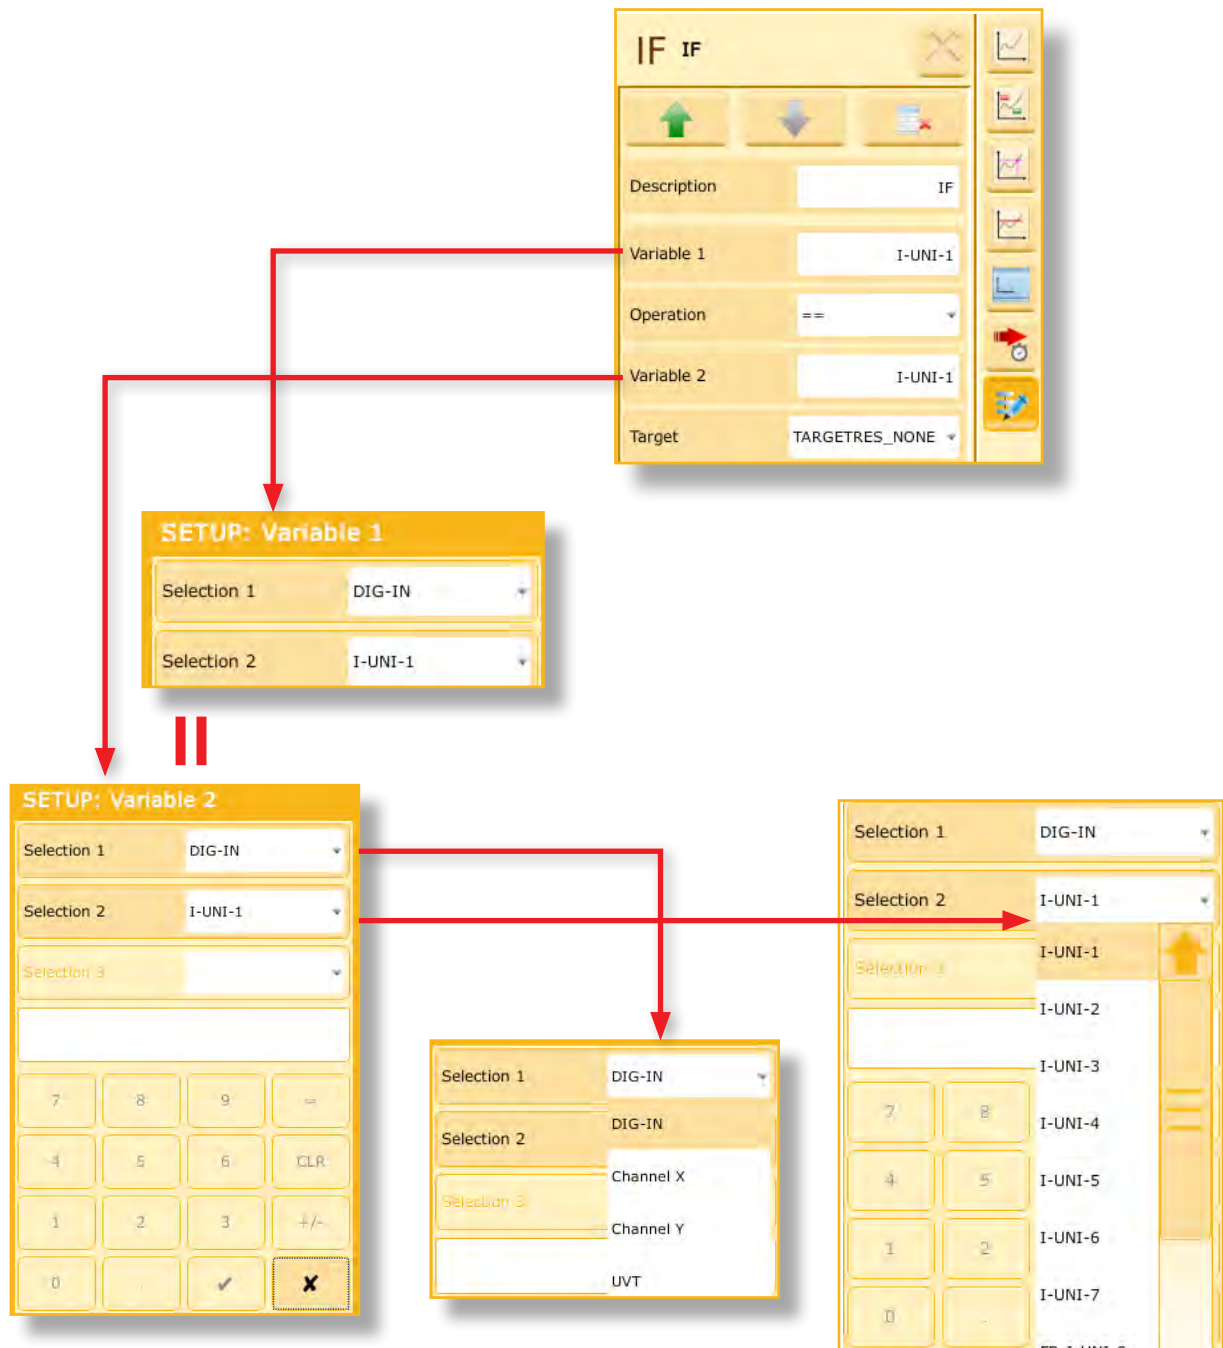 IF IF
Description IF
Variable 1 I-UNI-1
Operation ==
Variable 2 I-UNI-1
Target TARGETRES_NONE
SETUP: Variable 1
Selection 1 DIG-IN
Selection 2 I-UNI-1
SETUP: Variable 2
Selection 1 DIG-IN
Selection 2 I-UNI-1
Selection 3
7 8 9 =
4 5 6 CLR
1 2 3 +/-
0 . ✔ ✘
Selection 1 DIG-IN
DIG-IN
Selection 2
Channel X
Selection 3
Channel Y
UVT
Selection 1 DIG-IN
Selection 2 I-UNI-1
I-UNI-1
Selection 3
I-UNI-2
I-UNI-3
7 8
I-UNI-4
4 5 I-UNI-5
1 2 I-UNI-6
I-UNI-7
0 .